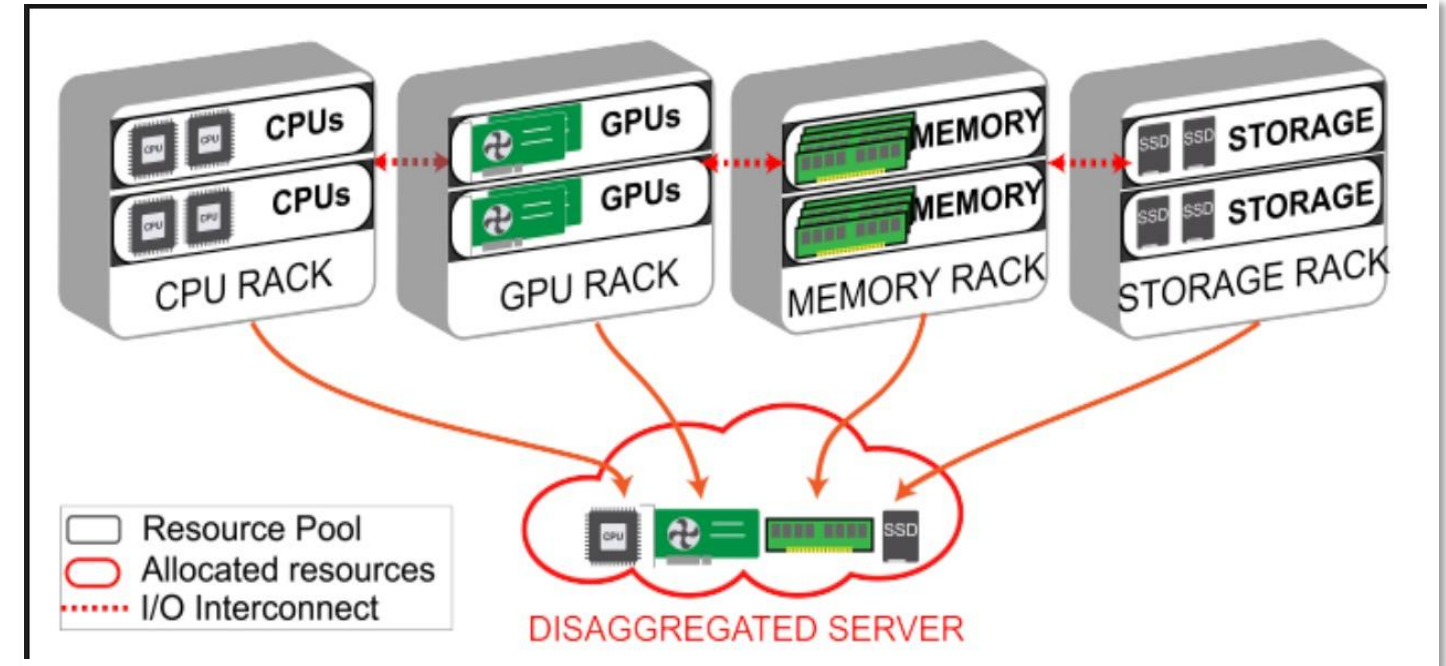 CPU CPU CPUs
CPU CPU CPUs
CPU RACK
GPUs
GPUs
GPU RACK
MEMORY
MEMORY
MEMORY RACK
SSD SSD STORAGE
SSD SSD STORAGE
STORAGE RACK
CPU
SSD
Resource Pool
Allocated resources
I/O Interconnect
DISAGGREGATED SERVER